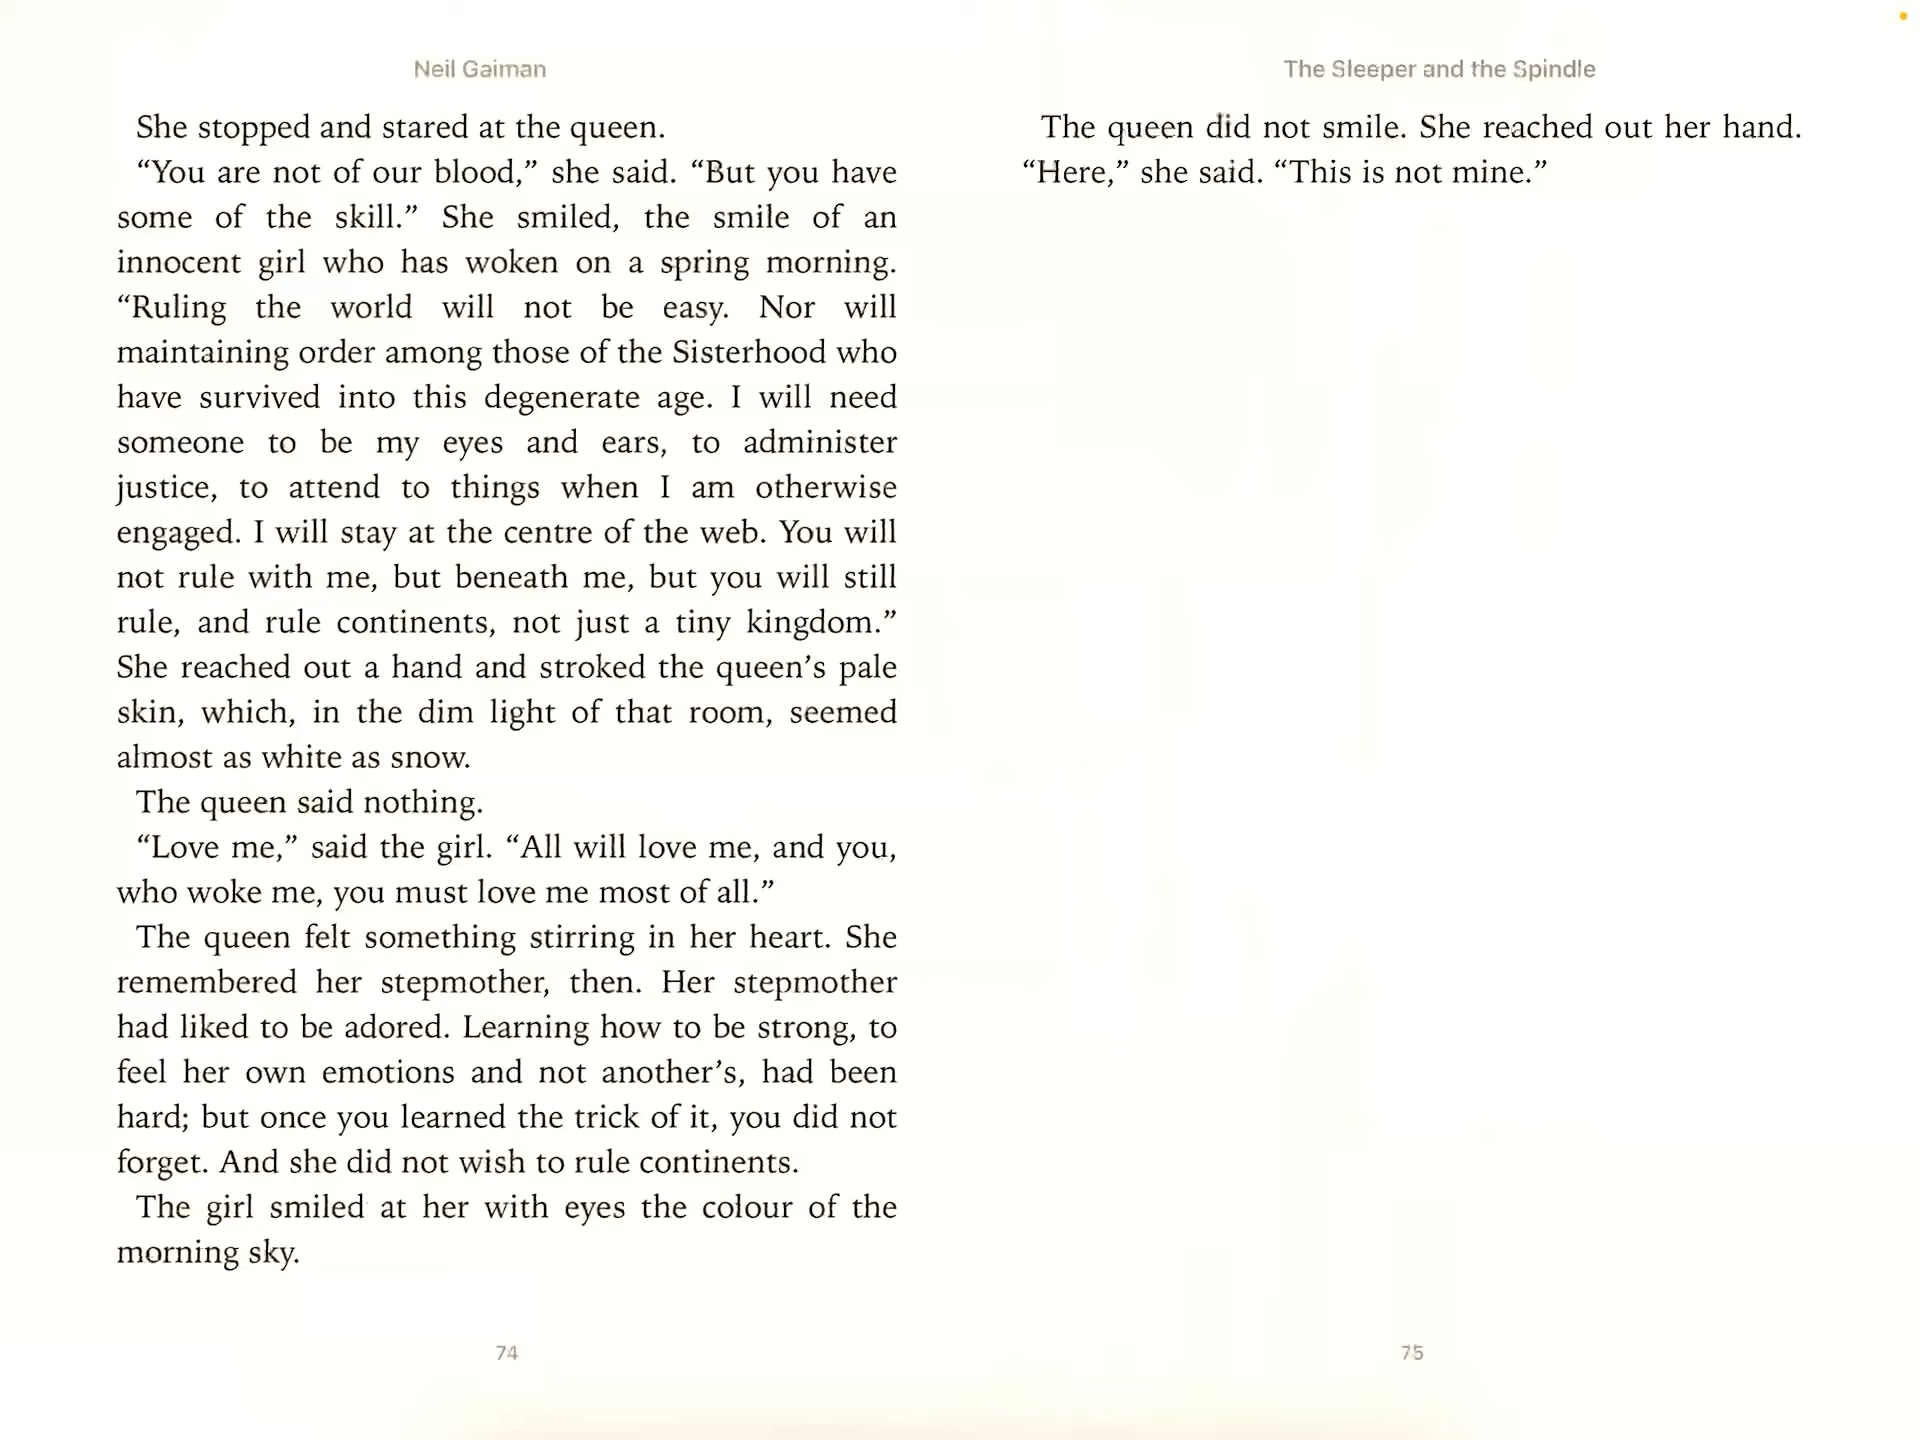 Neil Gaiman
She stopped and stared at the queen.
“You are not of our blood,” she said. “But you have
some of the skill.” She smiled, the smile of an
innocent girl who has woken on a spring morning.
“Ruling the world will not be easy. Nor will
maintaining order among those of the Sisterhood who
have survived into this degenerate age. I will need
someone to be my eyes and ears, to administer
justice, to attend to things when I am otherwise
engaged. I will stay at the centre of the web. You will
not rule with me, but beneath me, but you will still
rule, and rule continents, not just a tiny kingdom.”
She reached out a hand and stroked the queen’s pale
skin, which, in the dim light of that room, seemed
almost as white as snow.
The queen said nothing.
“Love me,” said the girl. “All will love me, and you,
who woke me, you must love me most of all.”
The queen felt something stirring in her heart. She
remembered her stepmother, then. Her stepmother
had liked to be adored. Learning how to be strong, to
feel her own emotions and not another’s, had been
hard; but once you learned the trick of it, you did not
forget. And she did not wish to rule continents.
The girl smiled at her with eyes the colour of the
morning sky.
74
The Sleeper and the Spindle
The queen did not smile. She reached out her hand.
“Here,” she said. “This is not mine.”
75